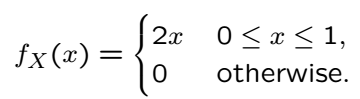 f_X(x) = { 2x 0 ≤ x ≤ 1,
0 otherwise.